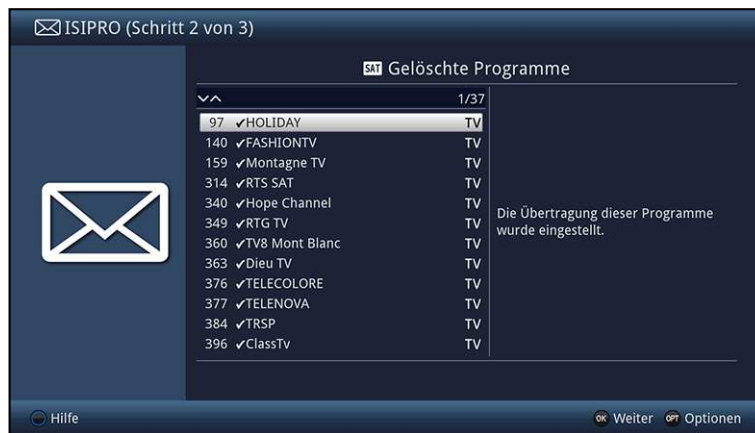 ISIPRO (Schritt 2 von 3)
SAT Gelöschte Programme
1/37
97 ✔HOLIDAY TV
140 ✔FASHIONTV TV
159 ✔Montagne TV TV
314 ✔RTS SAT TV
340 ✔Hope Channel TV
349 ✔RTG TV TV
360 ✔TV8 Mont Blanc TV
363 ✔Dieu TV TV
376 ✔TELECOLORE TV
377 ✔TELENOVA TV
384 ✔TRSP TV
396 ✔ClassTv TV
Die Übertragung dieser Programme
wurde eingestellt.
Hilfe OK Weiter OPT Optionen